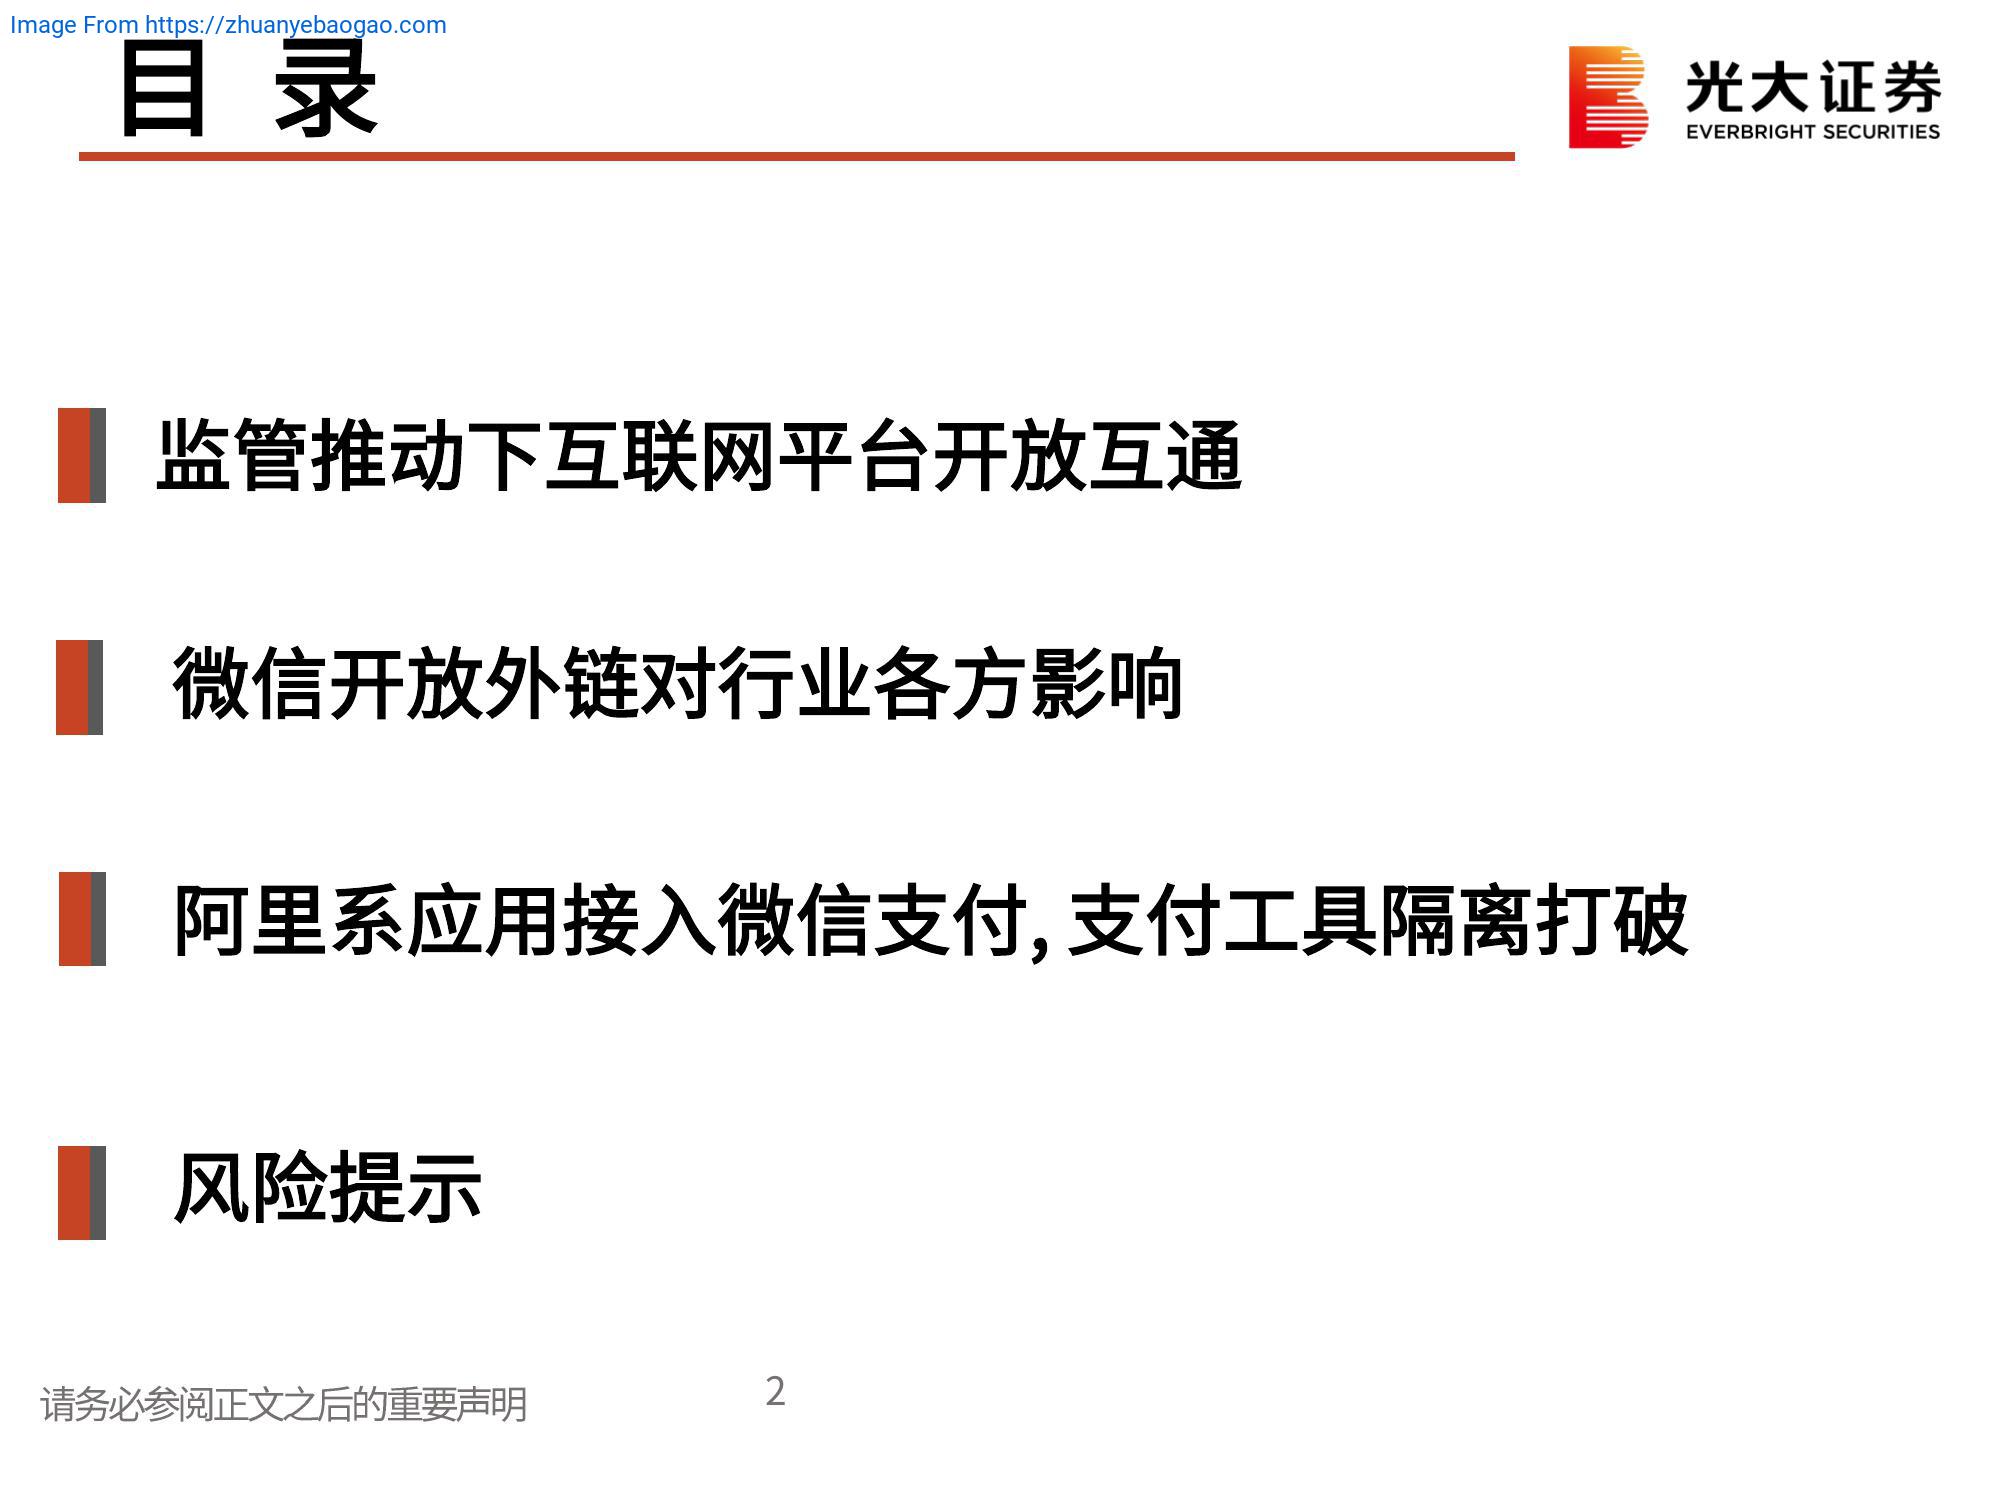 Image From https://zhuanyebaogao.com
目 录
光大证券
EVERBRIGHT SECURITIES
监管推动下互联网平台开放互通
微信开放外链对行业各方影响
阿里系应用接入微信支付,支付工具隔离打破
风险提示
请务必参阅正文之后的重要声明
2